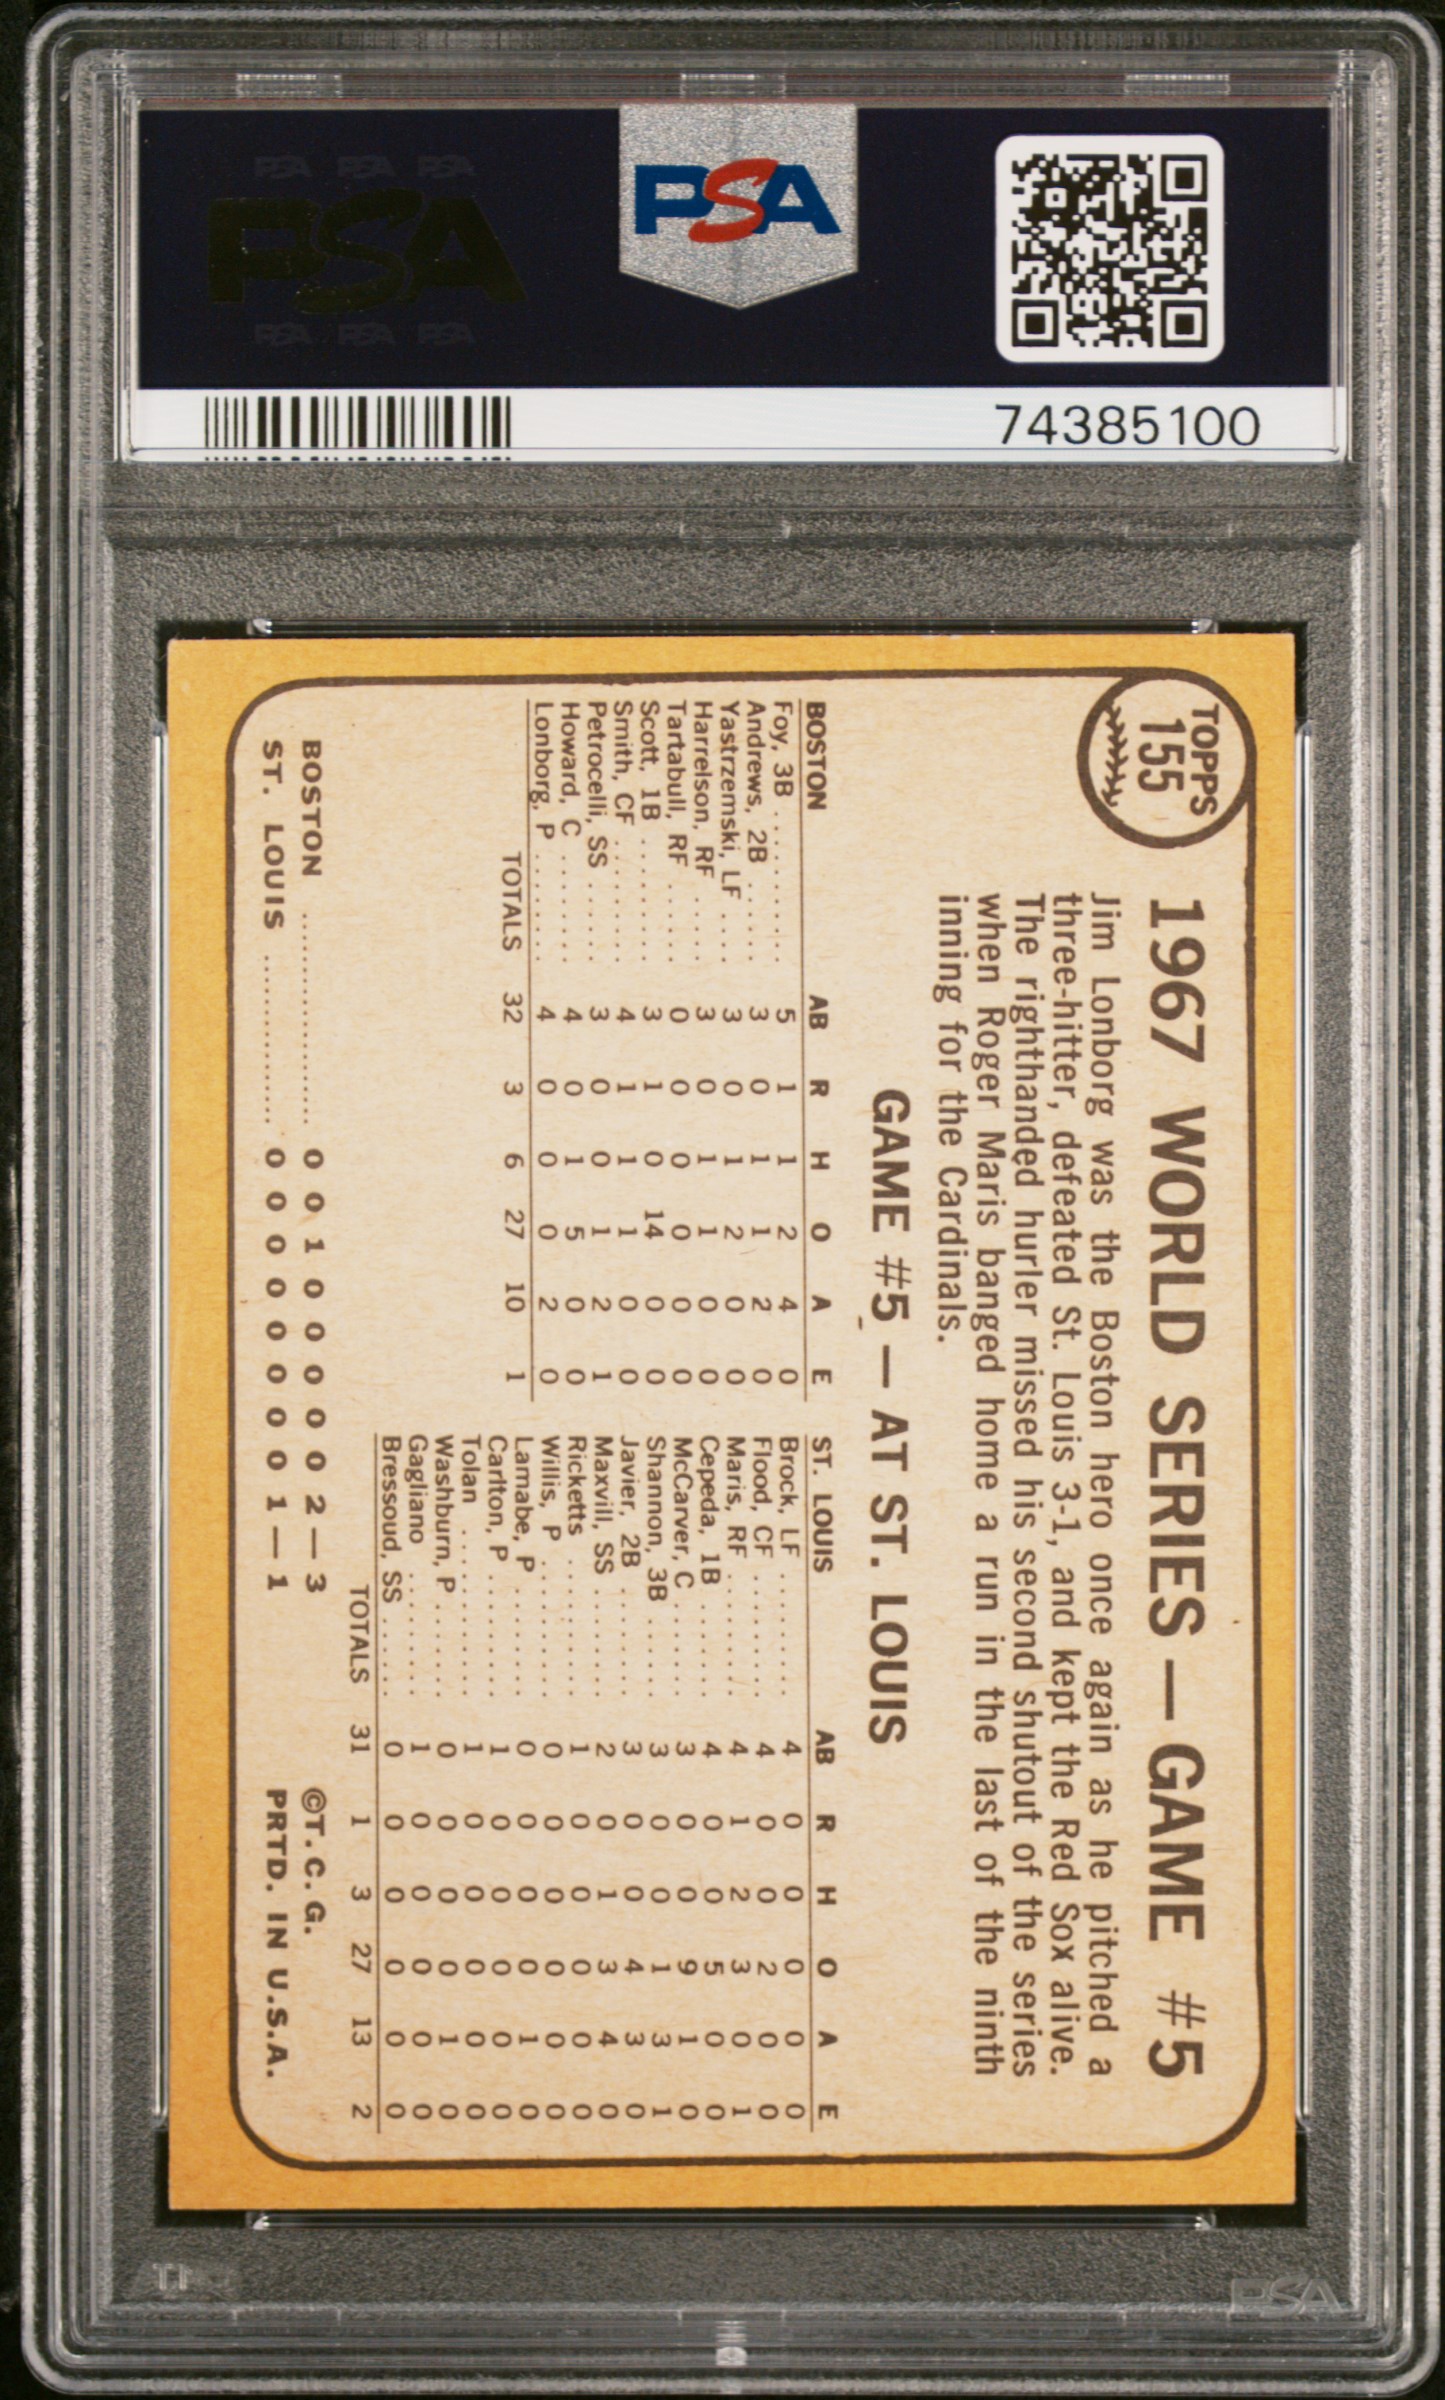 PSA PSA PSA
PSA
PSA PSA PSA
PSA
74385100
TOPPS
155
1967 WORLD SERIES — GAME #5
Jim Lonborg was the Boston hero once again as he pitched a
three-hitter, defeated St. Louis 3-1, and kept the Red Sox alive.
The righthanded hurler missed his second shutout of the series
when Roger Maris banged home a run in the last of the ninth
inning for the Cardinals.
GAME #5 — AT ST. LOUIS
BOSTON AB R H O A E
Foy, 3B .......... 5 1 1 2 4 0
Andrews, 2B ...... 3 0 1 1 2 0
Yastrzemski, LF .... 3 0 1 2 0 0
Harrelson, RF ..... 3 0 1 1 0 0
Tartabull, RF ...... 0 0 0 0 0 0
Scott, 1B ......... 3 1 0 14 0 0
Smith, CF ......... 4 1 1 1 0 0
Petrocelli, SS ...... 3 0 0 1 2 1
Howard, C ........ 4 0 1 5 0 0
Lonborg, P ........ 4 0 0 0 2 0
TOTALS 32 3 6 27 10 1
ST. LOUIS AB R H O A E
Brock, LF ......... 4 0 0 0 0 0
Flood, CF ......... 4 0 0 2 0 0
Maris, RF ......... 4 1 2 3 0 1
Cepeda, 1B ........ 4 0 0 5 0 0
McCarver, C ....... 3 0 0 9 1 0
Shannon, 3B ...... 3 0 0 1 3 1
Javier, 2B ........ 3 0 0 4 3 0
Maxvill, SS ........ 2 0 1 3 4 0
Ricketts .......... 1 0 0 0 0 0
Willis, P .......... 0 0 0 0 0 0
Lamabe, P ........ 0 0 0 0 1 0
Carlton, P ......... 1 0 0 0 0 0
Tolan ............ 1 0 0 0 0 0
Washburn, P ....... 0 0 0 0 1 0
Gagliano ......... 1 0 0 0 0 0
Bressoud, SS ...... 0 0 0 0 0 0
TOTALS 31 1 3 27 13 2
BOSTON .................... 0 0 1 0 0 0 0 0 2 — 3
ST. LOUIS ................ 0 0 0 0 0 0 0 0 1 — 1
©T.C.G.
PRTD. IN U.S.A.
PSA